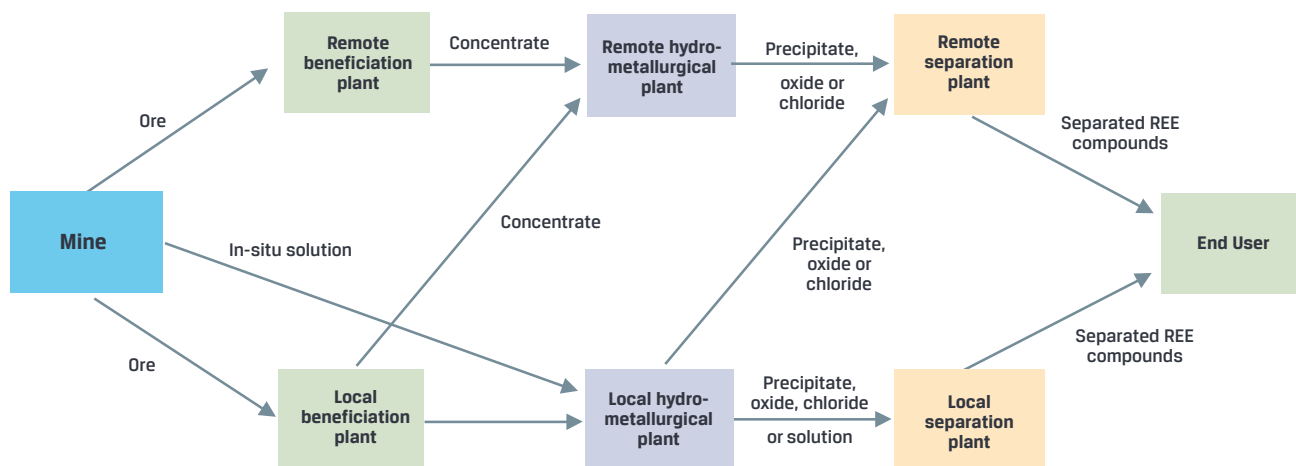 Remote
beneficiation
plant
Concentrate
Remote hydro-
metallurgical
plant
Precipitate,
oxide or
chloride
Remote
separation
plant
Ore
Separated REE
compounds
Mine
In-situ solution
Concentrate
Precipitate,
oxide or
chloride
End User
Ore
Separated REE
compounds
Local
beneficiation
plant
Local hydro-
metallurgical
plant
Precipitate,
oxide, chloride
or solution
Local
separation
plant